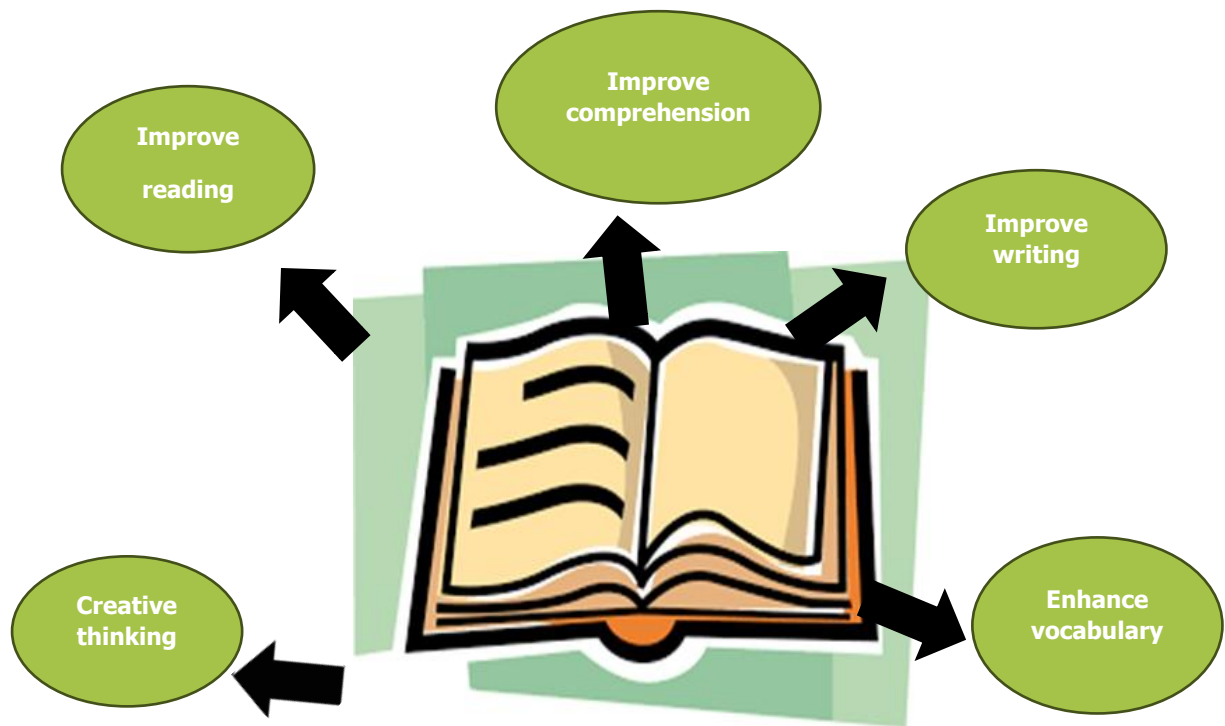 Improve
comprehension
Improve
reading
Improve
writing
Creative
thinking
Enhance
vocabulary